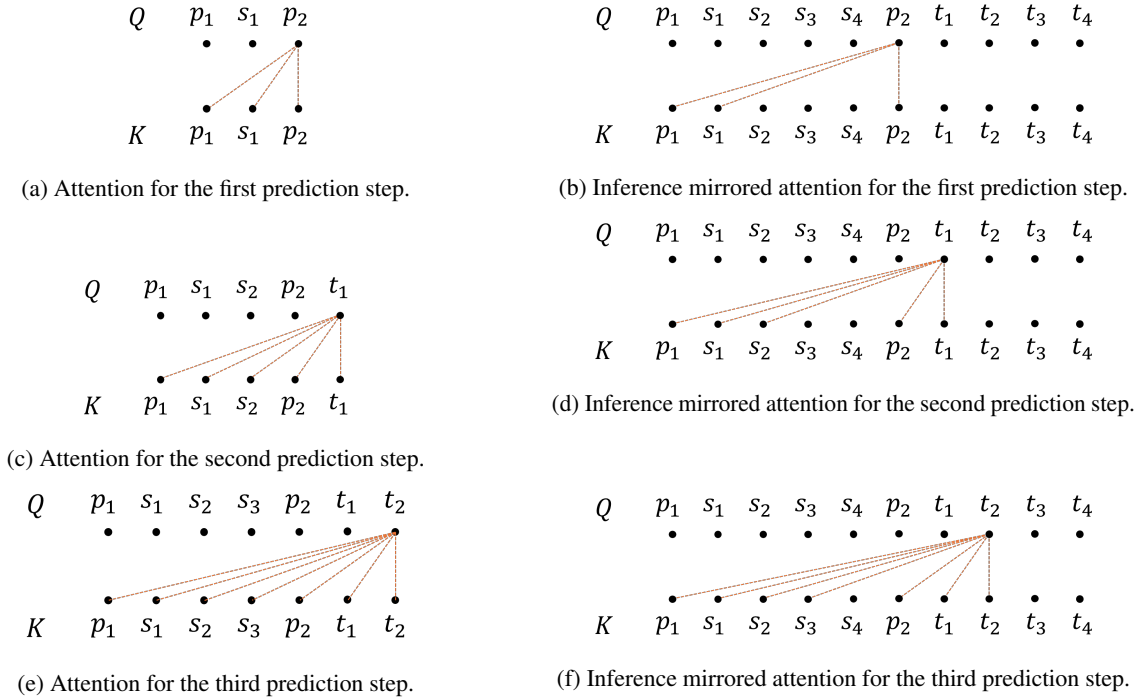 Q p₁ s₁ p₂
K p₁ s₁ p₂
(a) Attention for the first prediction step.
Q p₁ s₁ s₂ s₃ s₄ p₂ t₁ t₂ t₃ t₄
K p₁ s₁ s₂ s₃ s₄ p₂ t₁ t₂ t₃ t₄
(b) Inference mirrored attention for the first prediction step.
Q p₁ s₁ s₂ p₂ t₁
K p₁ s₁ s₂ p₂ t₁
(c) Attention for the second prediction step.
Q p₁ s₁ s₂ s₃ s₄ p₂ t₁ t₂ t₃ t₄
K p₁ s₁ s₂ s₃ s₄ p₂ t₁ t₂ t₃ t₄
(d) Inference mirrored attention for the second prediction step.
Q p₁ s₁ s₂ s₃ p₂ t₁ t₂
K p₁ s₁ s₂ s₃ p₂ t₁ t₂
(e) Attention for the third prediction step.
Q p₁ s₁ s₂ s₃ s₄ p₂ t₁ t₂ t₃ t₄
K p₁ s₁ s₂ s₃ s₄ p₂ t₁ t₂ t₃ t₄
(f) Inference mirrored attention for the third prediction step.